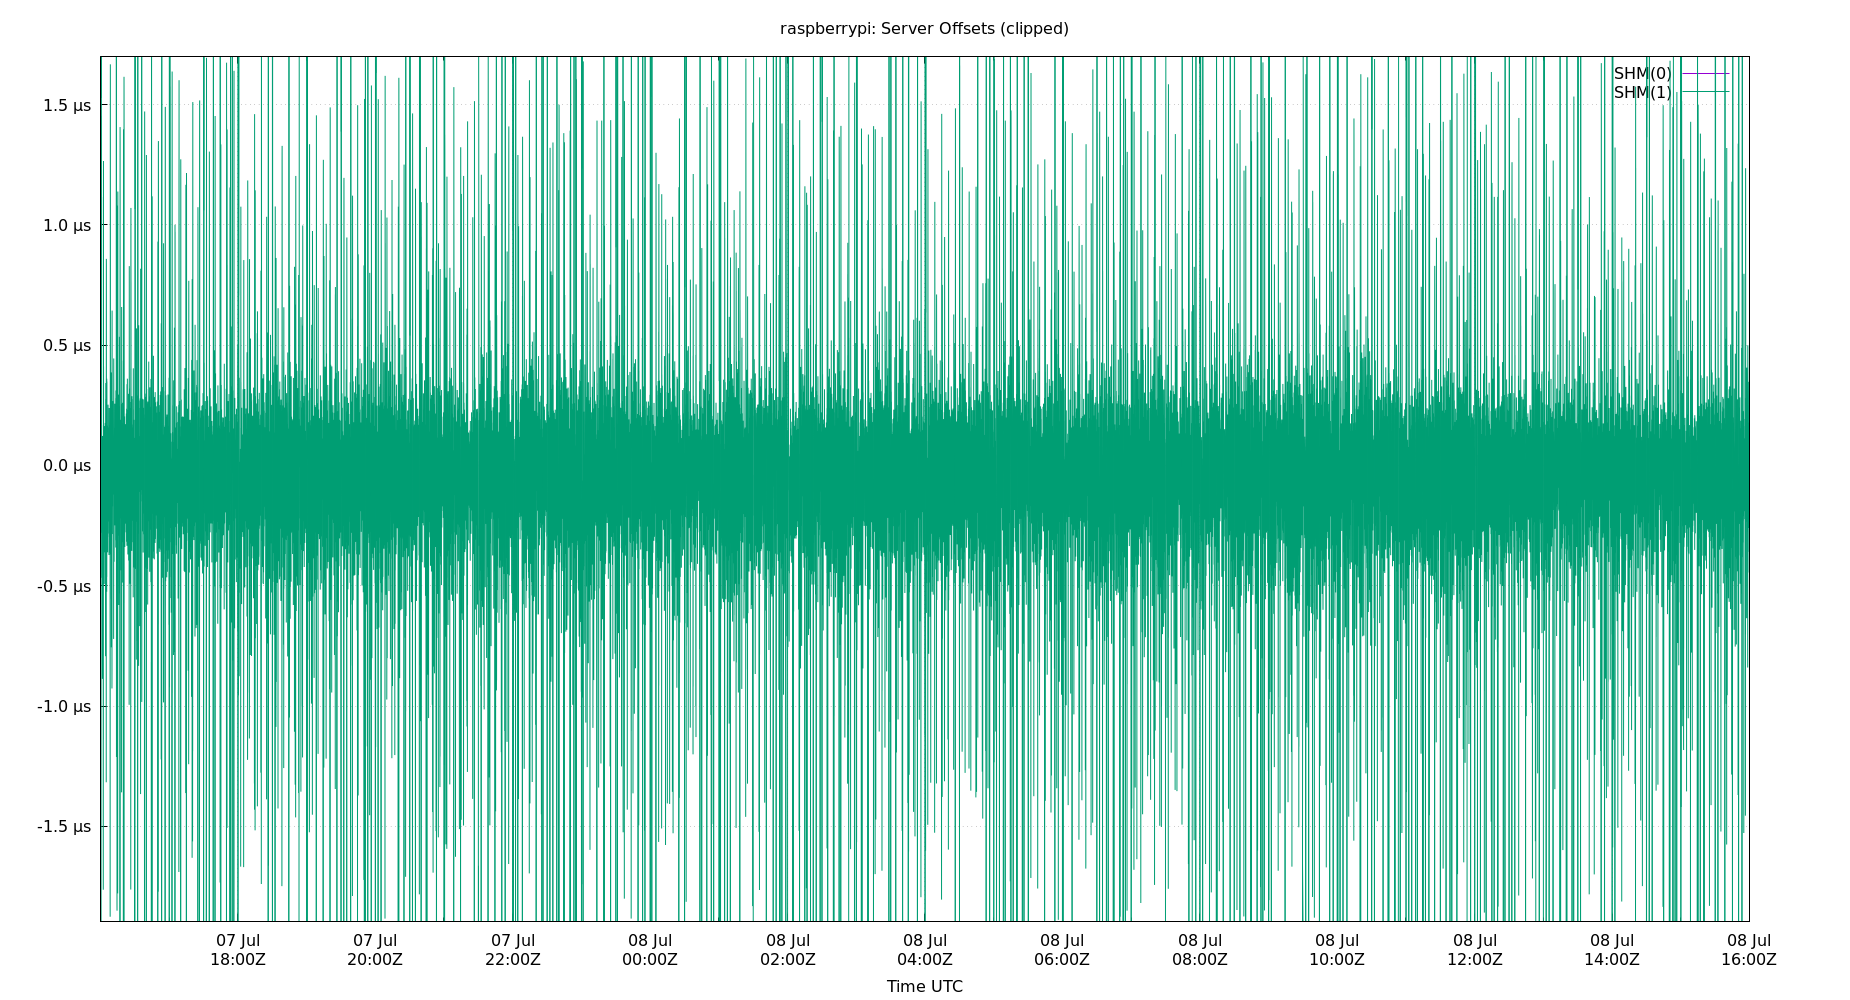 raspberrypi: Server Offsets (clipped)
SHM(0)
SHM(1)
1.5 µs
1.0 µs
0.5 µs
0.0 µs
-0.5 µs
-1.0 µs
-1.5 µs
07 Jul 07 Jul 07 Jul 08 Jul 08 Jul 08 Jul 08 Jul 08 Jul 08 Jul 08 Jul 08 Jul 08 Jul
18:00Z 20:00Z 22:00Z 00:00Z 02:00Z 04:00Z 06:00Z 08:00Z 10:00Z 12:00Z 14:00Z 16:00Z
Time UTC